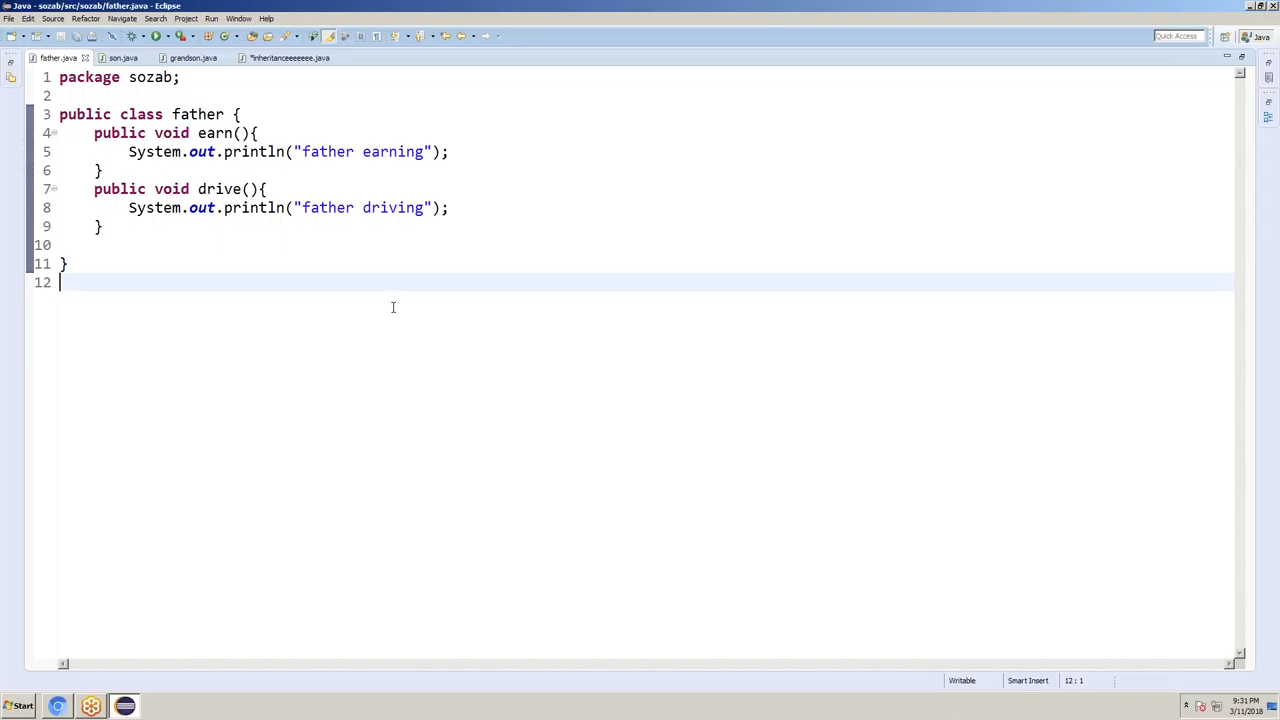 Java - sozab/src/sozab/father.java - Eclipse
File Edit Source Refactor Navigate Search Project Run Window Help
Quick Access Java
father.java son.java grandson.java
1 package sozab;
2
3 public class father {
4 public void earn(){
5 System.out.println("father earning");
6 }
7 public void drive(){
8 System.out.println("father driving");
9 }
10
11 }
12
Writable Smart Insert 12 : 1
Start 9:31 PM
3/11/2018